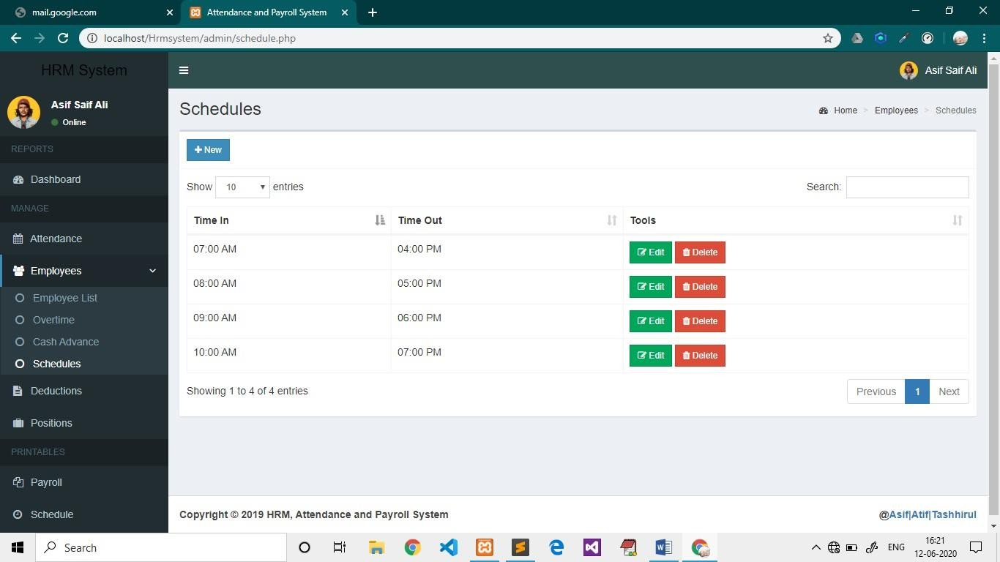 mail.google.com
Attendance and Payroll System
localhost/Hrmsystem/admin/schedule.php
HRM System
Asif Saif Ali
Asif Saif Ali
Online
REPORTS
Dashboard
MANAGE
Attendance
Employees
Employee List
Overtime
Cash Advance
Schedules
Deductions
Positions
PRINTABLES
Payroll
Schedule
Schedules
Home > Employees > Schedules
New
Show 10 entries
Search:
Time In Time Out Tools
07:00 AM 04:00 PM Edit Delete
08:00 AM 05:00 PM Edit Delete
09:00 AM 06:00 PM Edit Delete
10:00 AM 07:00 PM Edit Delete
Showing 1 to 4 of 4 entries
Previous 1 Next
Copyright © 2019 HRM, Attendance and Payroll System
@Asif|Atif|Tashhirul
Search
ENG
16:21
12-06-2020